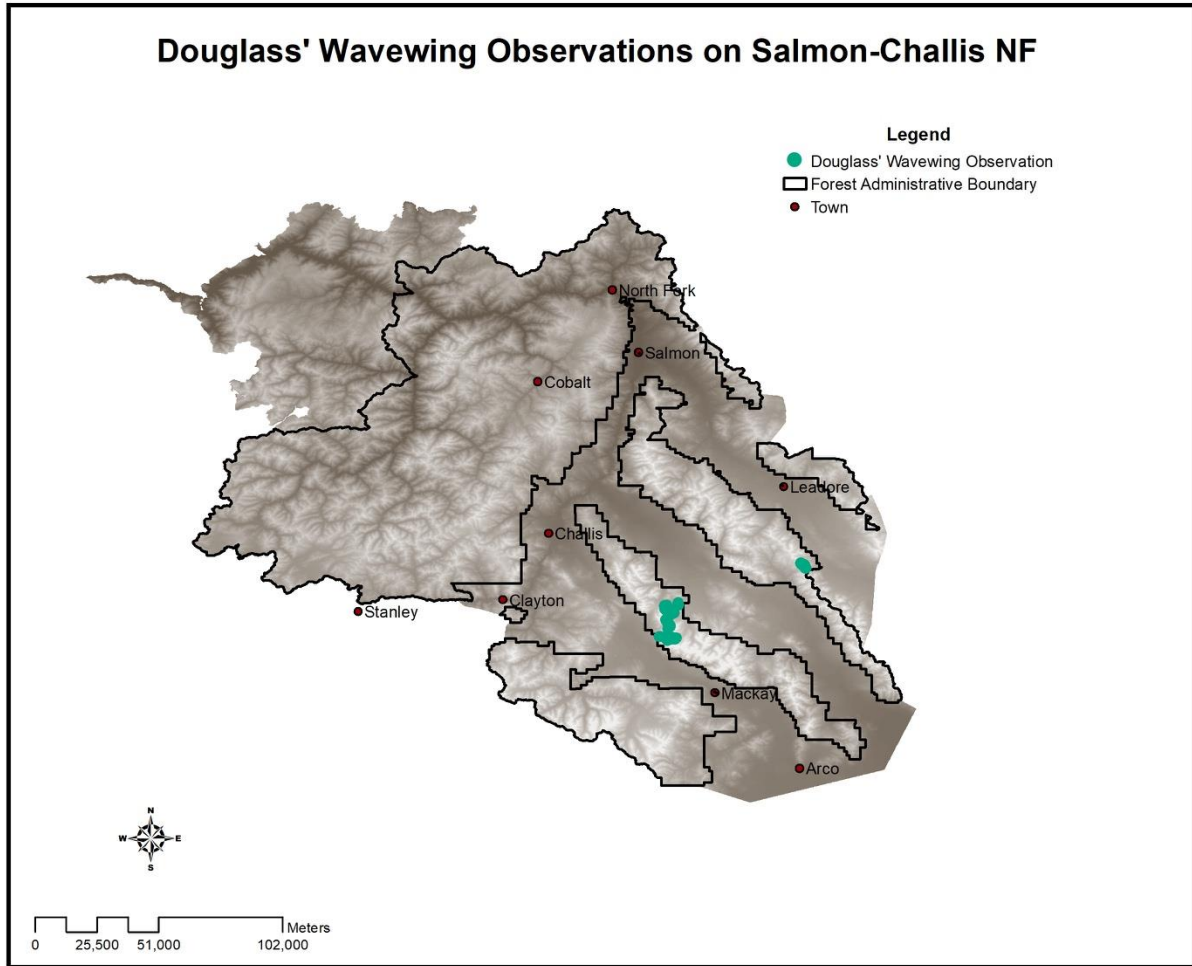 Douglass' Wavewing Observations on Salmon-Challis NF
Legend
Douglass' Wavewing Observation
Forest Administrative Boundary
Town
North Fork
Salmon
Cobalt
Leadore
Challis
Clayton
Stanley
Mackay
Arco
N
W E
S
Meters
0 25,500 51,000 102,000